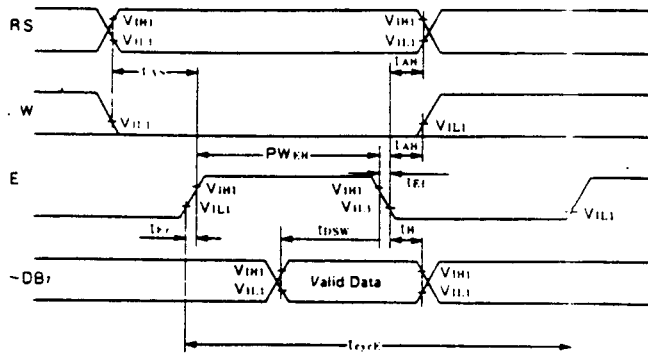 RS
VIH1
VIL1
VIH1
VIL1
tAS
tAH
W
VIL1
VIL1
PWEH
tAH
E
VIH1
VIL1
VIH1
VIL1
tEf
VIL1
tEr
tDSW
tH
-DB7
VIH1
VIL1
Valid Data
VIH1
VIL1
tcycE